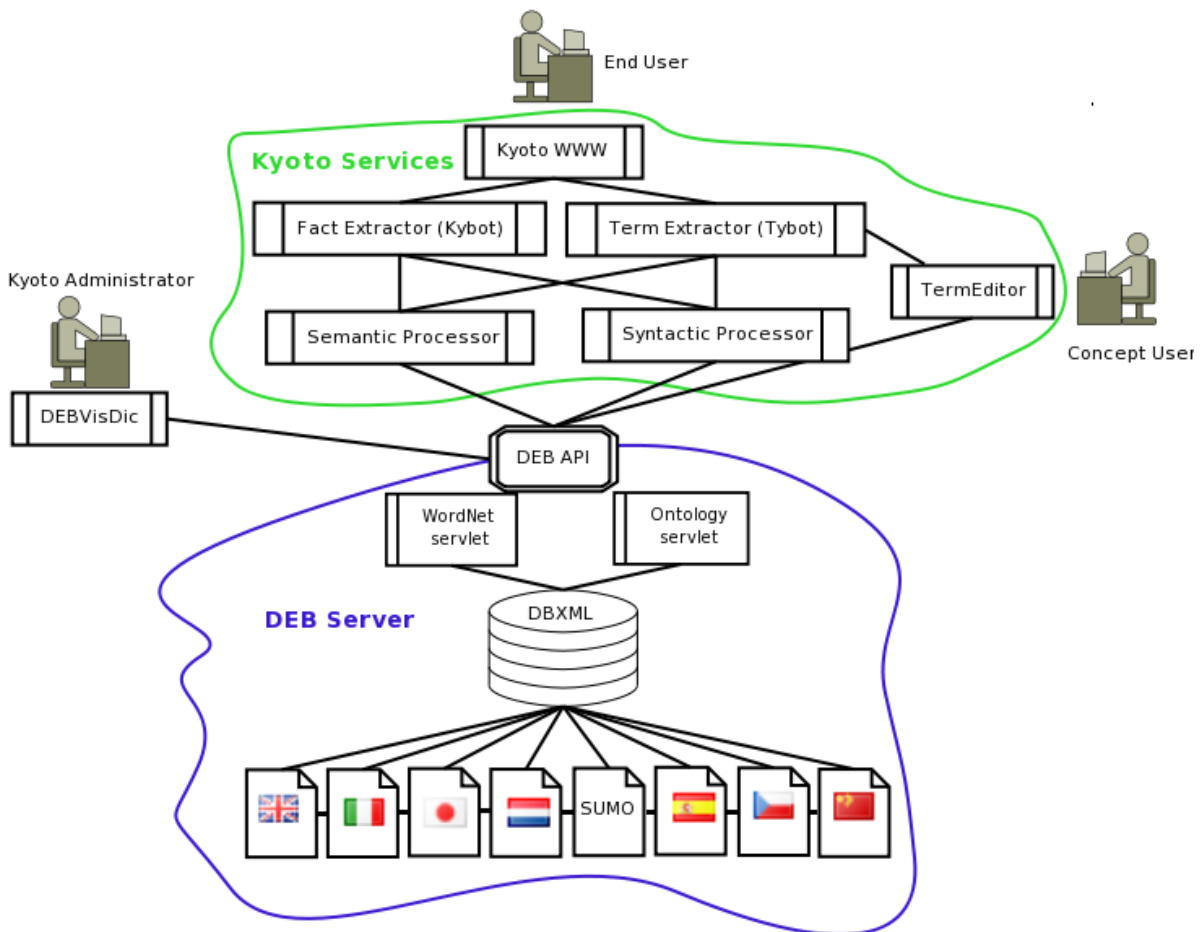 End User
Kyoto WWW
Kyoto Services
Fact Extractor (Kybot)
Term Extractor (Tybot)
Kyoto Administrator
TermEditor
Semantic Processor
Syntactic Processor
Concept User
DEBVisDic
DEB API
WordNet
servlet
Ontology
servlet
DBXML
DEB Server
SUMO